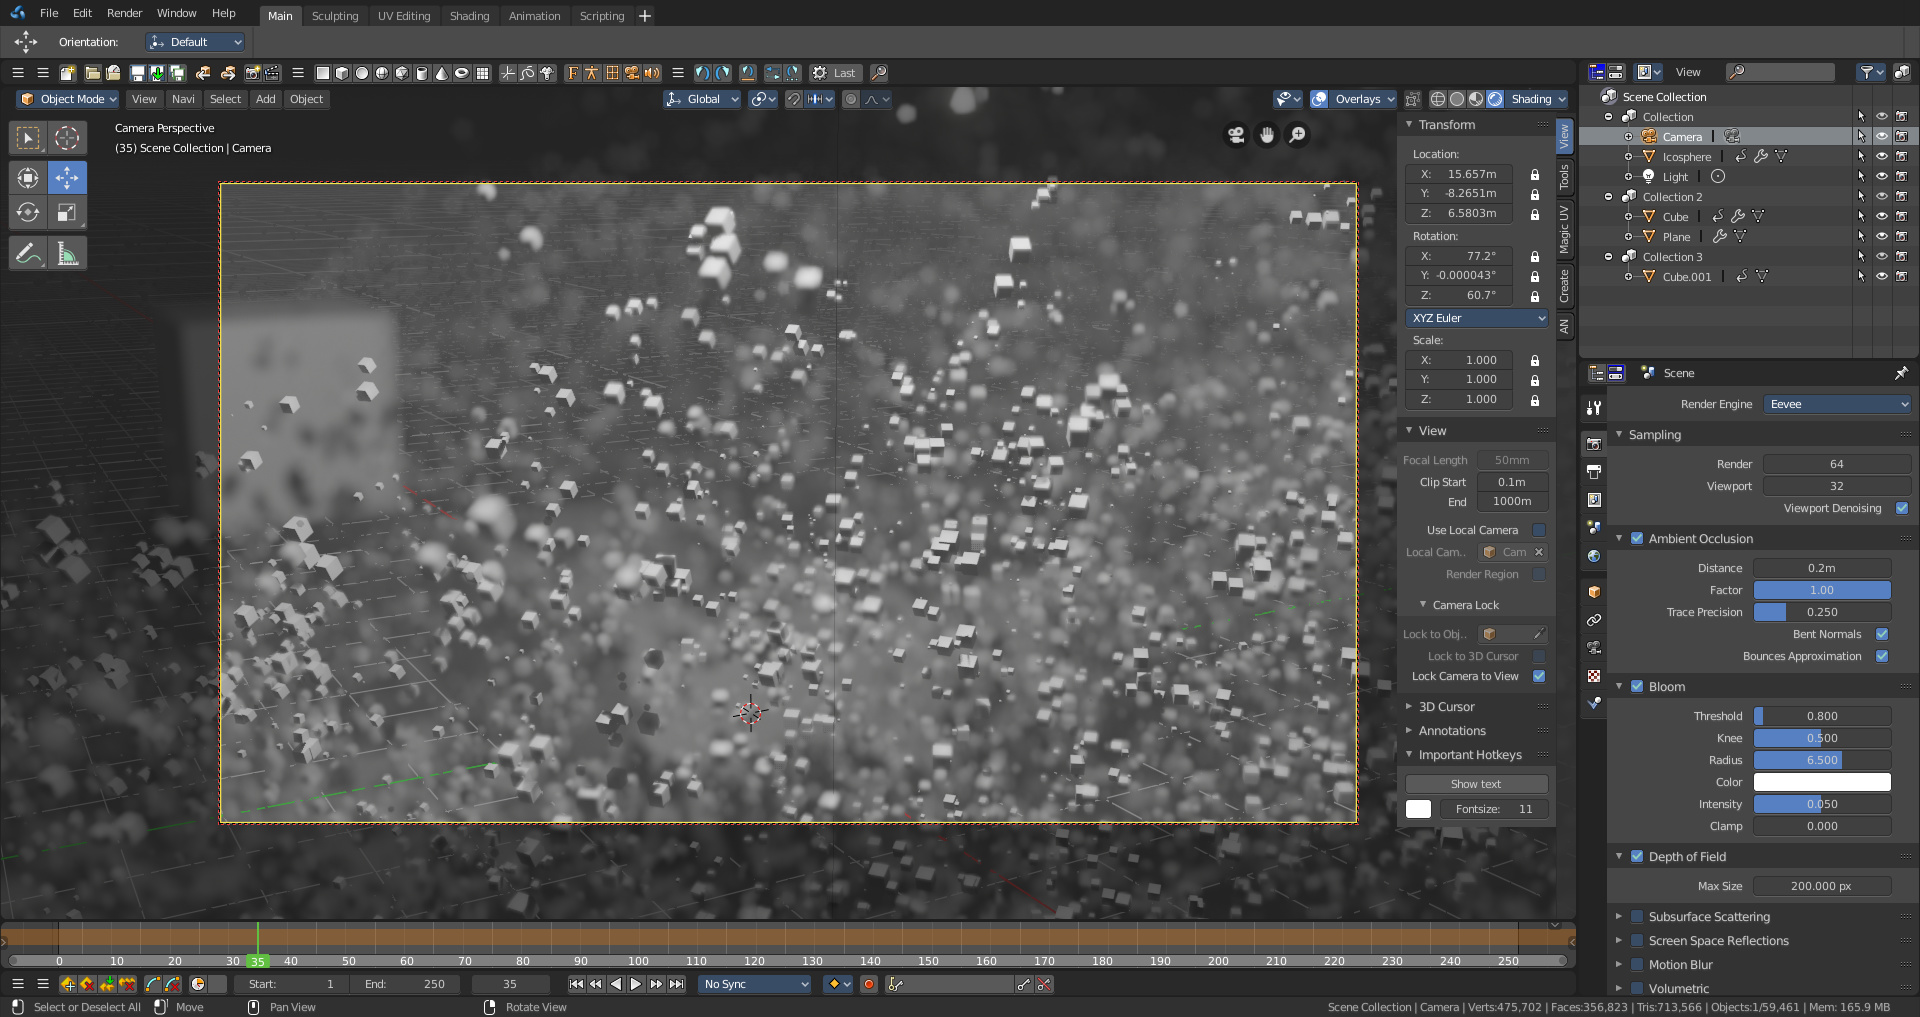 File Edit Render Window Help Main Sculpting UV Editing Shading Animation Scripting
Orientation: Default
Last
Object Mode View Navi Select Add Object Global Overlays Shading
Camera Perspective
(35) Scene Collection | Camera
Transform
Location:
X: 15.657m
Y: -8.2651m
Z: 6.5803m
Rotation:
X: 77.2°
Y: -0.000043°
Z: 60.7°
XYZ Euler
Scale:
X: 1.000
Y: 1.000
Z: 1.000
View
Focal Length 50mm
Clip Start 0.1m
End 1000m
Use Local Camera
Local Cam.. Cam
Render Region
Camera Lock
Lock to Obj..
Lock to 3D Cursor
Lock Camera to View
3D Cursor
Annotations
Important Hotkeys
Show text
Fontsize: 11
View
Tools
Magic UV
Create
AN
View
Scene Collection
Collection
Camera
Icosphere
Light
Collection 2
Cube
Plane
Collection 3
Cube.001
Scene
Render Engine Eevee
Sampling
Render 64
Viewport 32
Viewport Denoising
Ambient Occlusion
Distance 0.2m
Factor 1.00
Trace Precision 0.250
Bent Normals
Bounces Approximation
Bloom
Threshold 0.800
Knee 0.500
Radius 6.500
Color
Intensity 0.050
Clamp 0.000
Depth of Field
Max Size 200.000 px
Subsurface Scattering
Screen Space Reflections
Motion Blur
Volumetric
0 10 20 30 35 40 50 60 70 80 90 100 110 120 130 140 150 160 170 180 190 200 210 220 230 240 250
Start: 1 End: 250 35 No Sync
Select or Deselect All Move Pan View Rotate View Scene Collection | Camera | Verts:475,702 | Faces:356,823 | Tris:713,566 | Objects:1/59,461 | Mem: 165.9 MB